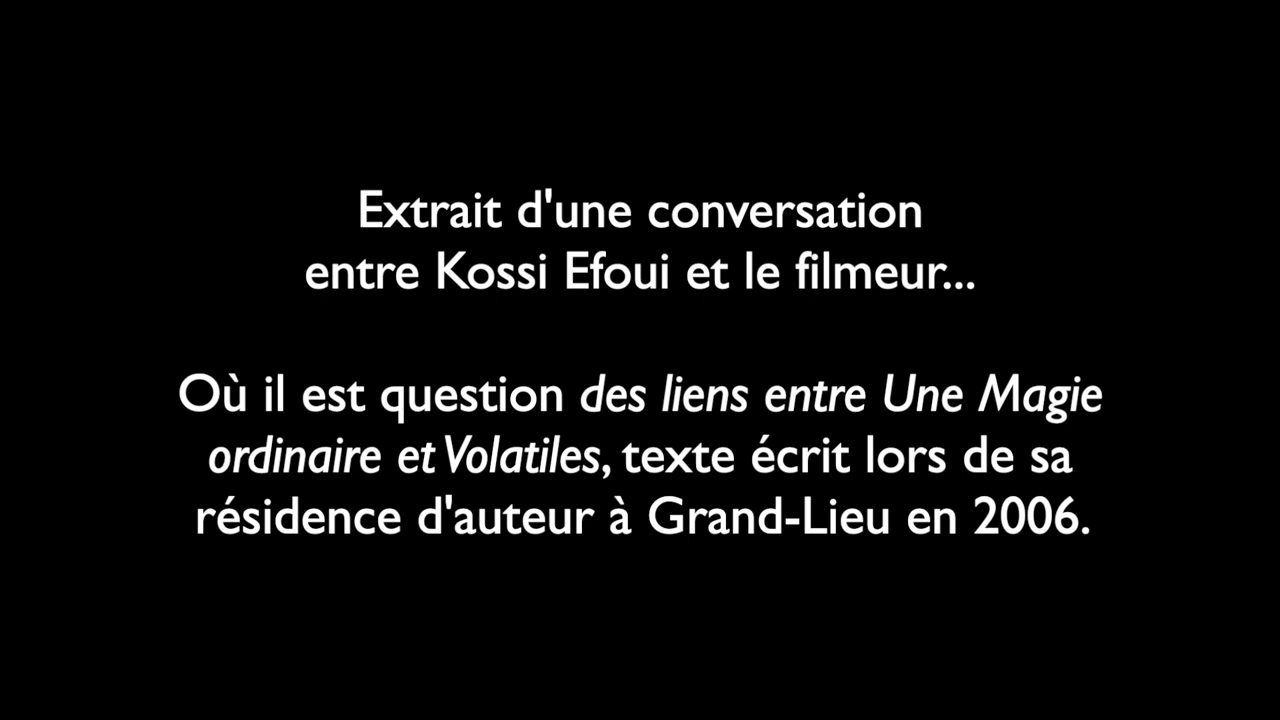 Extrait d'une conversation
entre Kossi Efoui et le filmeur...
Où il est question des liens entre Une Magie
ordinaire et Volatiles, texte écrit lors de sa
résidence d'auteur à Grand-Lieu en 2006.